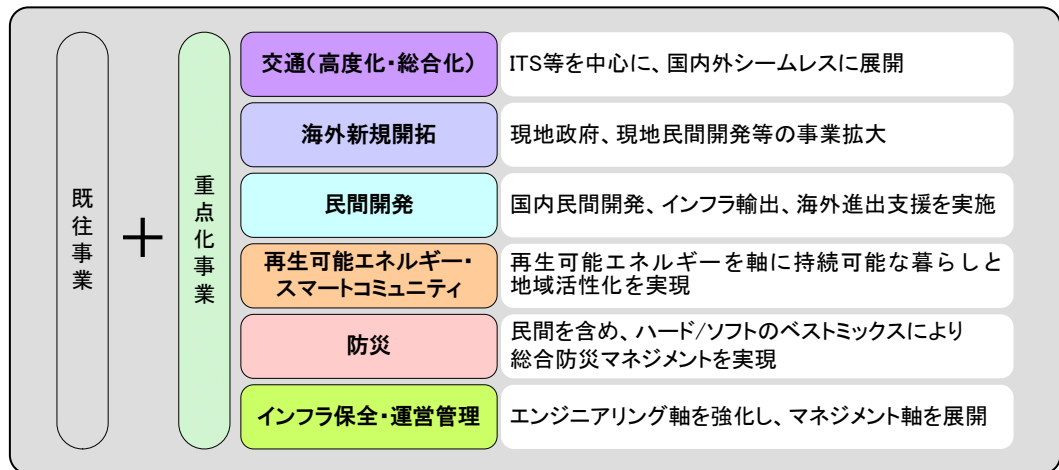 既往事業
＋
重点化事業
交通（高度化・総合化）
ITS等を中心に、国内外シームレスに展開
海外新規開拓
現地政府、現地民間開発等の事業拡大
民間開発
国内民間開発、インフラ輸出、海外進出支援を実施
再生可能エネルギー・
スマートコミュニティ
再生可能エネルギーを軸に持続可能な暮らしと
地域活性化を実現
防災
民間を含め、ハード/ソフトのベストミックスにより
総合防災マネジメントを実現
インフラ保全・運営管理
エンジニアリング軸を強化し、マネジメント軸を展開